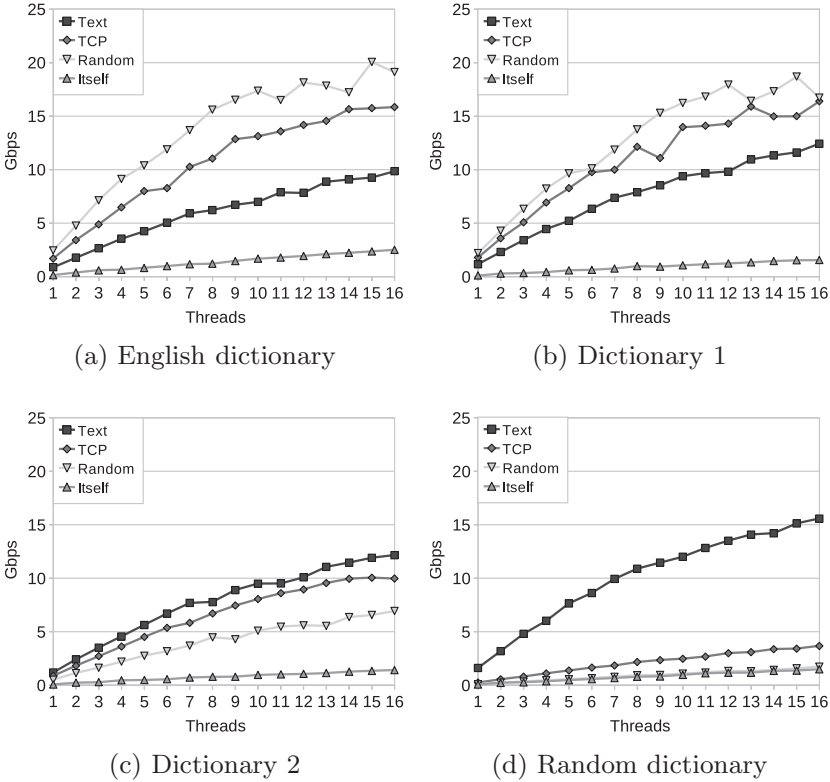 25
20
15
10
5
0
Gbps
Text
TCP
Random
Itself
1 2 3 4 5 6 7 8 9 10 11 12 13 14 15 16
Threads
(a) English dictionary
25
20
15
10
5
0
Gbps
Text
TCP
Random
Itself
1 2 3 4 5 6 7 8 9 10 11 12 13 14 15 16
Threads
(b) Dictionary 1
25
20
15
10
5
0
Gbps
Text
TCP
Random
Itself
1 2 3 4 5 6 7 8 9 10 11 12 13 14 15 16
Threads
(c) Dictionary 2
25
20
15
10
5
0
Gbps
Text
TCP
Random
Itself
1 2 3 4 5 6 7 8 9 10 11 12 13 14 15 16
Threads
(d) Random dictionary